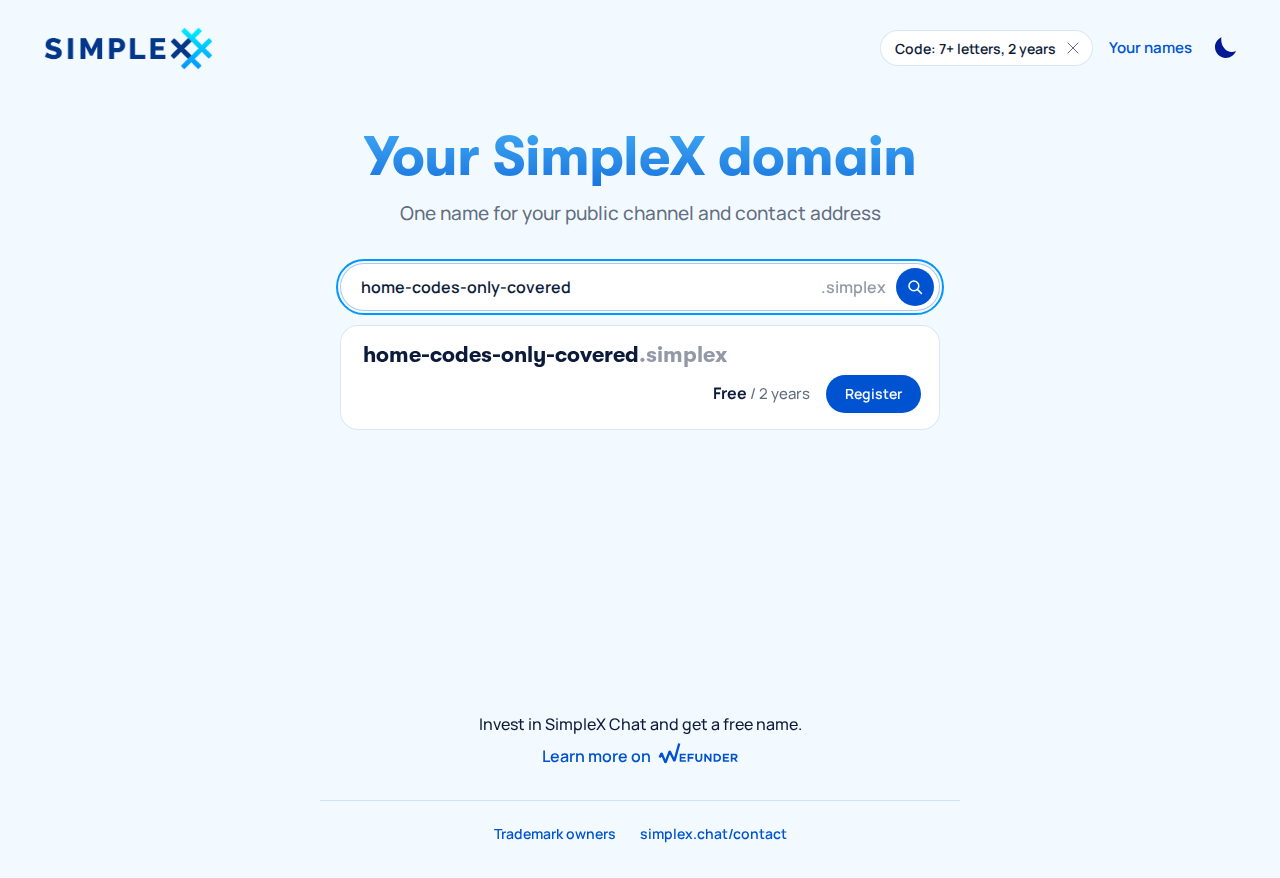 SIMPLEX
Code: 7+ letters, 2 years
Your names
Your SimpleX domain
One name for your public channel and contact address
home-codes-only-covered .simplex
home-codes-only-covered.simplex
Free / 2 years Register
Invest in SimpleX Chat and get a free name.
Learn more on WEFUNDER
Trademark owners simplex.chat/contact